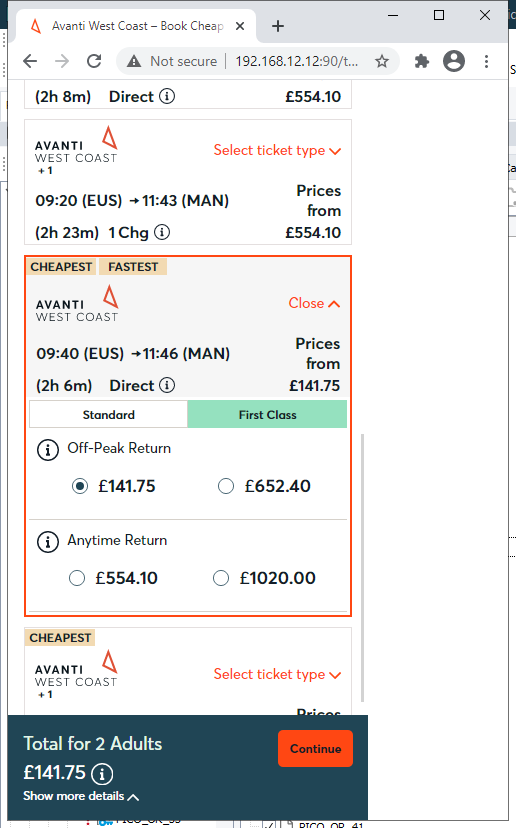 Avanti West Coast – Book Cheap
Not secure | 192.168.12.12:90/t...
(2h 8m) Direct £554.10
AVANTI
WEST COAST
+ 1
Select ticket type
09:20 (EUS) → 11:43 (MAN)
Prices
from
(2h 23m) 1 Chg £554.10
CHEAPEST FASTEST
AVANTI
WEST COAST
Close
09:40 (EUS) → 11:46 (MAN)
Prices
from
(2h 6m) Direct £141.75
Standard First Class
Off-Peak Return
£141.75 £652.40
Anytime Return
£554.10 £1020.00
CHEAPEST
AVANTI
WEST COAST
+ 1
Select ticket type
Prices
Total for 2 Adults
£141.75
Continue
Show more details